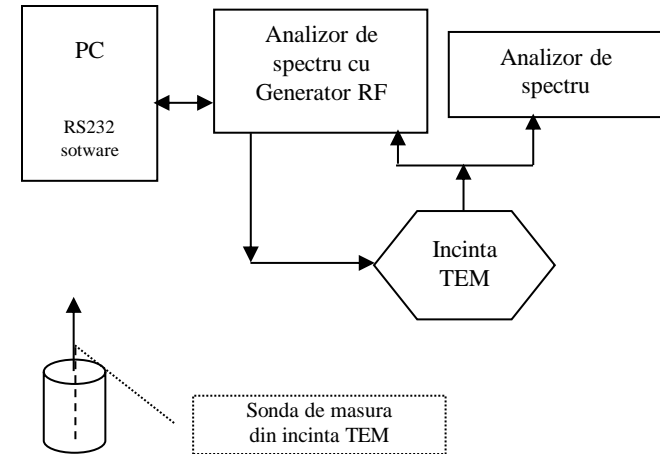 PC
RS232
sotware
Analizor de
spectru cu
Generator RF
Analizor de
spectru
Incinta
TEM
Sonda de masura
din incinta TEM